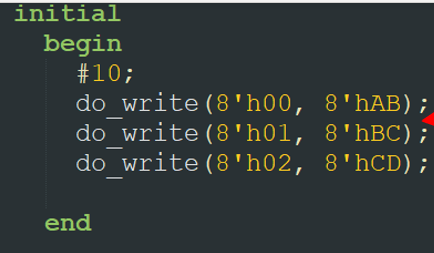 initial
begin
#10;
do_write(8'h00, 8'hAB);
do_write(8'h01, 8'hBC);
do_write(8'h02, 8'hCD);
end